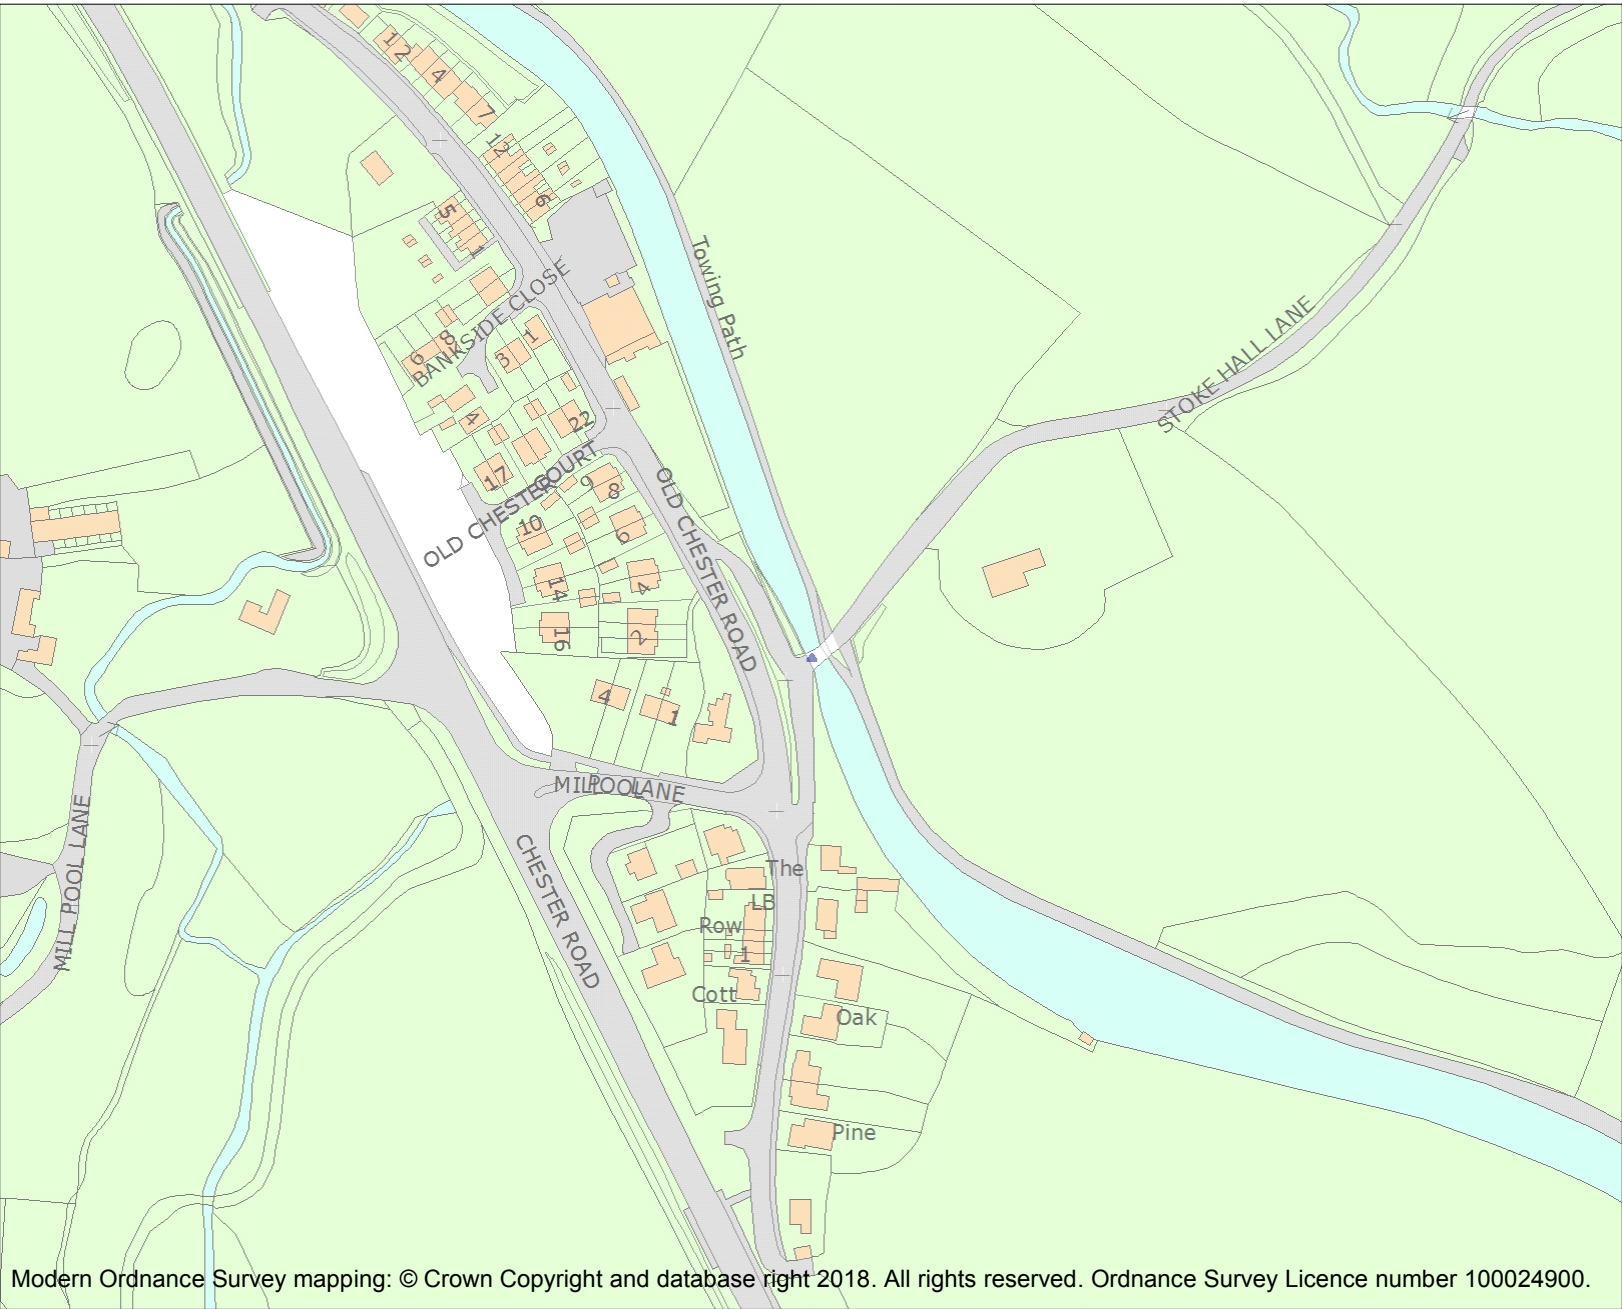 12
4
7
12
6
5
1
Towing Path
BANKSIDE CLOSE
STOKE HALL LANE
1
3
8
6
4
22
17
OLD CHESTER COURT
9
8
10
6
OLD CHESTER ROAD
14
4
16
2
4
1
MILL POOL LANE
MILL POOL LANE
CHESTER ROAD
The
LB
Row
1
Cott
Oak
Pine
Modern Ordnance Survey mapping: © Crown Copyright and database right 2018. All rights reserved. Ordnance Survey Licence number 100024900.